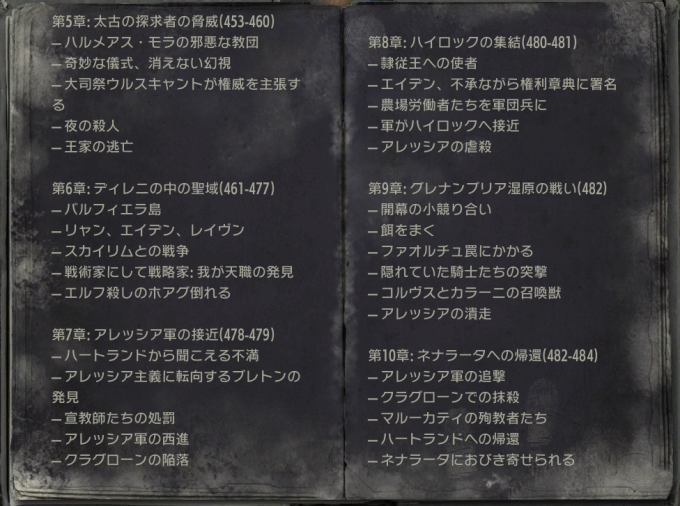 第5章: 太古の探求者の脅威(453-460)
– ハルメアス・モラの邪悪な教団
– 奇妙な儀式、消えない幻視
– 大司祭ウルスキャントが権威を主張す
る
– 夜の殺人
– 王家の逃亡
第6章: ディレニの中の聖域(461-477)
– バルフィエラ島
– リャン、エイデン、レイヴン
– スカイリムとの戦争
– 戦術家にして戦略家: 我が天職の発見
– エルフ殺しのホアグ倒れる
第7章: アレッシア軍の接近(478-479)
– ハートランドから聞こえる不満
– アレッシア主義に転向するブレトンの
発見
– 宣教師たちの処罰
– アレッシア軍の西進
– クラグローンの陥落
第8章: ハイロックの集結(480-481)
– 隷従王への使者
– エイデン、不承ながら権利章典に署名
– 農場労働者たちを軍団兵に
– 軍がハイロックへ接近
– アレッシアの虐殺
第9章: グレナンブリア湿原の戦い(482)
– 開幕の小競り合い
– 餌をまく
– ファオルチュ罠にかかる
– 隠れていた騎士たちの突撃
– コルヴスとカラーニの召喚獣
– アレッシアの潰走
第10章: ネナラータへの帰還(482-484)
– アレッシア軍の追撃
– クラグローンでの抹殺
– マルーカティの殉教者たち
– ハートランドへの帰還
– ネナラータにおびき寄せられる